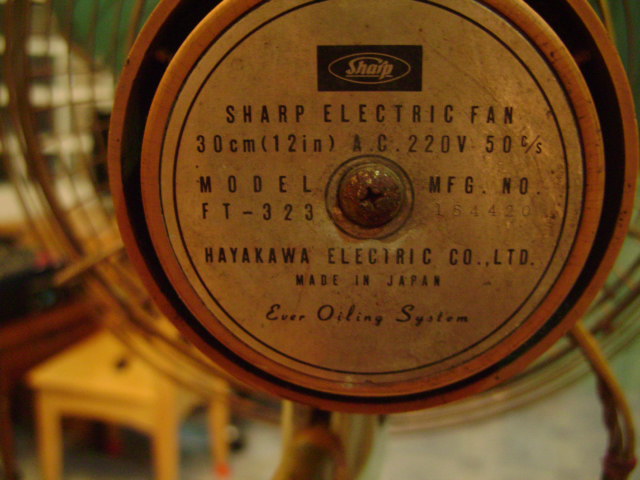 Sharp
SHARP ELECTRIC FAN
30cm(12in) A.C. 220V 50 c/s
MODEL MFG. NO.
FT-323 164420
HAYAKAWA ELECTRIC CO.,LTD.
MADE IN JAPAN
Ever Oiling System